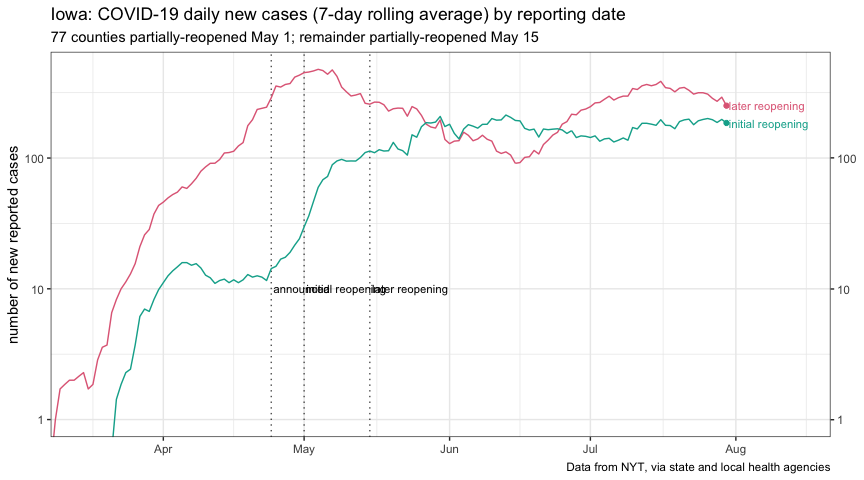 Iowa: COVID-19 daily new cases (7-day rolling average) by reporting date
77 counties partially-reopened May 1; remainder partially-reopened May 15
number of new reported cases
100
10
1
100
10
1
later reopening
initial reopening
announced
initial reopening
later reopening
Apr
May
Jun
Jul
Aug
Data from NYT, via state and local health agencies